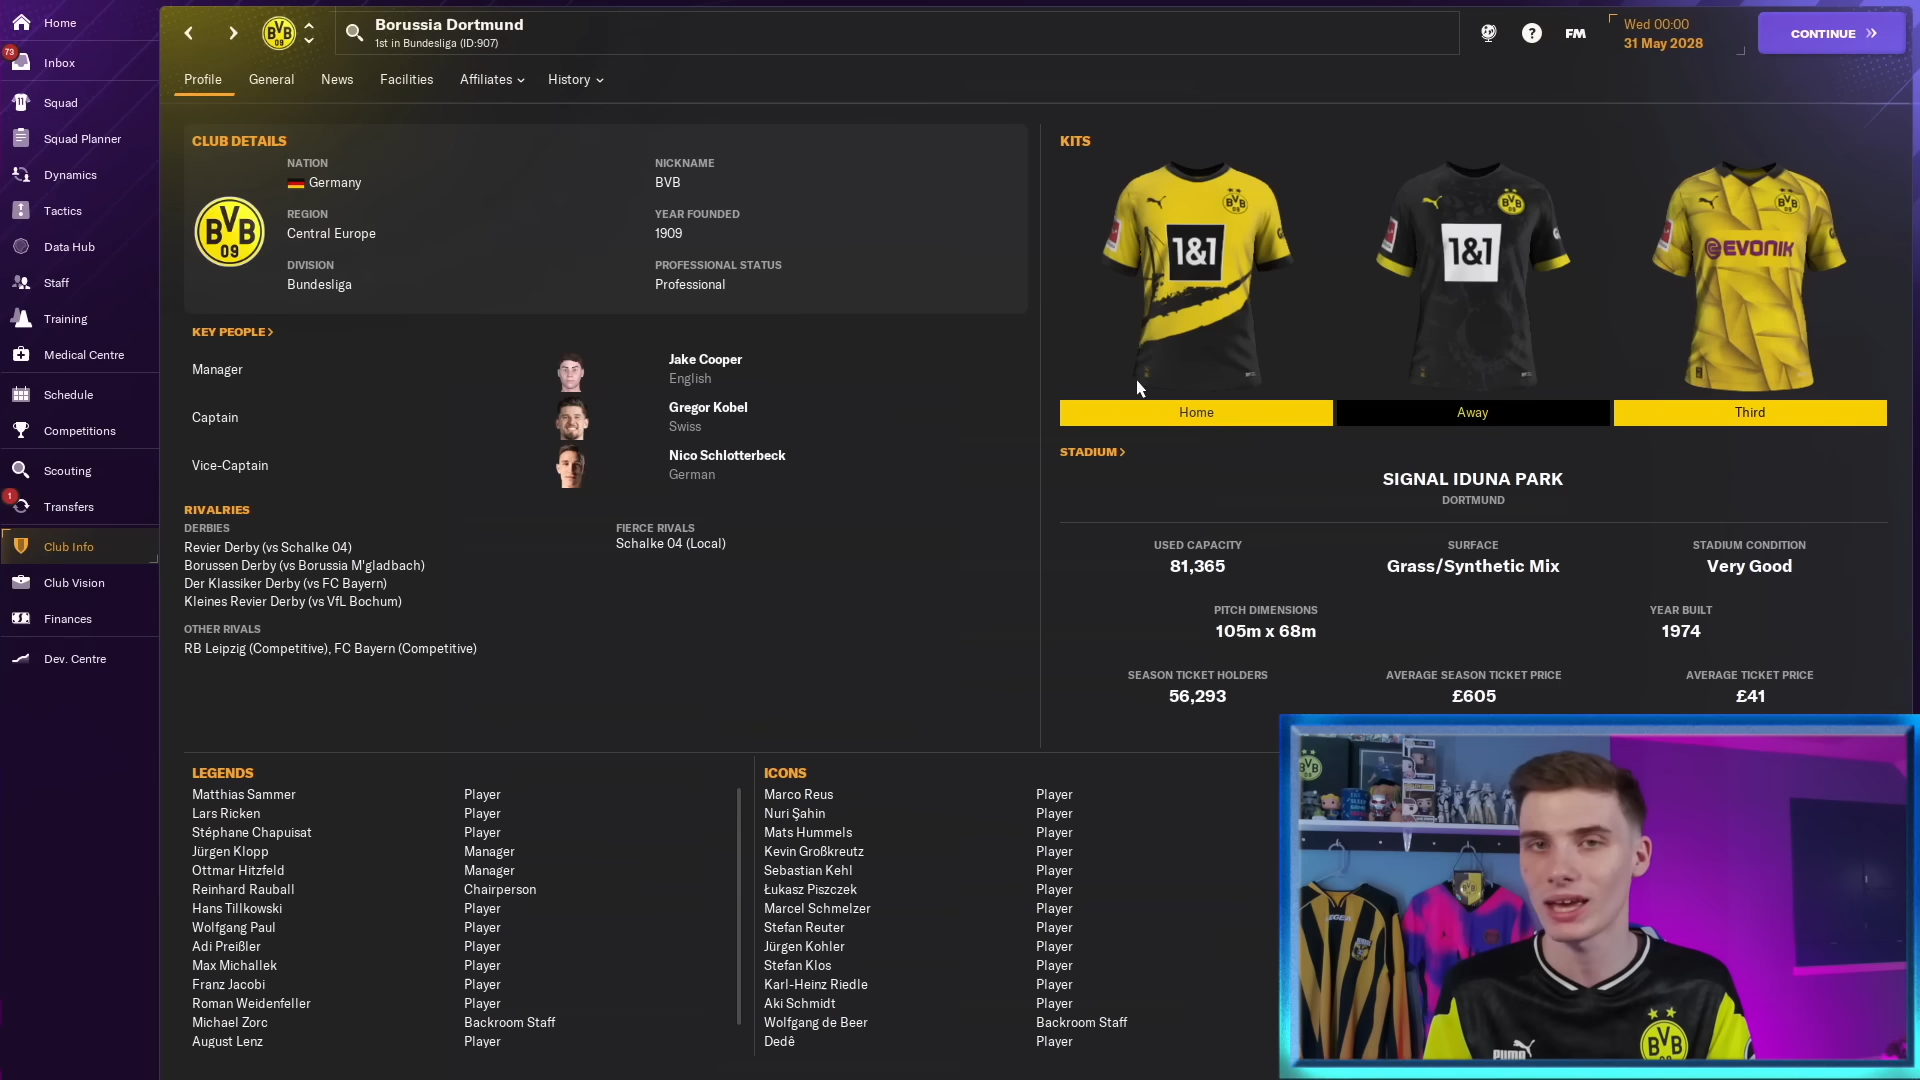 Home
73
Inbox
Squad
Squad Planner
Dynamics
Tactics
Data Hub
Staff
Training
Medical Centre
Schedule
Competitions
Scouting
1
Transfers
Club Info
Club Vision
Finances
Dev. Centre
Borussia Dortmund
1st in Bundesliga (ID:907)
FM
Wed 00:00
31 May 2028
CONTINUE
Profile
General
News
Facilities
Affiliates
History
CLUB DETAILS
BVB
09
NATION
Germany
NICKNAME
BVB
REGION
Central Europe
YEAR FOUNDED
1909
DIVISION
Bundesliga
PROFESSIONAL STATUS
Professional
KEY PEOPLE
Manager
Jake Cooper
English
Captain
Gregor Kobel
Swiss
Vice-Captain
Nico Schlotterbeck
German
RIVALRIES
DERBIES
Revier Derby (vs Schalke 04)
Borussen Derby (vs Borussia M'gladbach)
Der Klassiker Derby (vs FC Bayern)
Kleines Revier Derby (vs VfL Bochum)
FIERCE RIVALS
Schalke 04 (Local)
OTHER RIVALS
RB Leipzig (Competitive), FC Bayern (Competitive)
KITS
1&1
1&1
EVONIK
Home
Away
Third
STADIUM
SIGNAL IDUNA PARK
DORTMUND
USED CAPACITY
81,365
SURFACE
Grass/Synthetic Mix
STADIUM CONDITION
Very Good
PITCH DIMENSIONS
105m x 68m
YEAR BUILT
1974
SEASON TICKET HOLDERS
56,293
AVERAGE SEASON TICKET PRICE
£605
AVERAGE TICKET PRICE
£41
LEGENDS
Matthias Sammer Player
Lars Ricken Player
Stéphane Chapuisat Player
Jürgen Klopp Manager
Ottmar Hitzfeld Manager
Reinhard Rauball Chairperson
Hans Tillkowski Player
Wolfgang Paul Player
Adi Preißler Player
Max Michallek Player
Franz Jacobi Player
Roman Weidenfeller Player
Michael Zorc Backroom Staff
August Lenz Player
ICONS
Marco Reus Player
Nuri Şahin Player
Mats Hummels Player
Kevin Großkreutz Player
Sebastian Kehl Player
Łukasz Piszczek Player
Marcel Schmelzer Player
Stefan Reuter Player
Jürgen Kohler Player
Stefan Klos Player
Karl-Heinz Riedle Player
Aki Schmidt Player
Wolfgang de Beer Backroom Staff
Dedê Player
BVB
PUMA
BVB